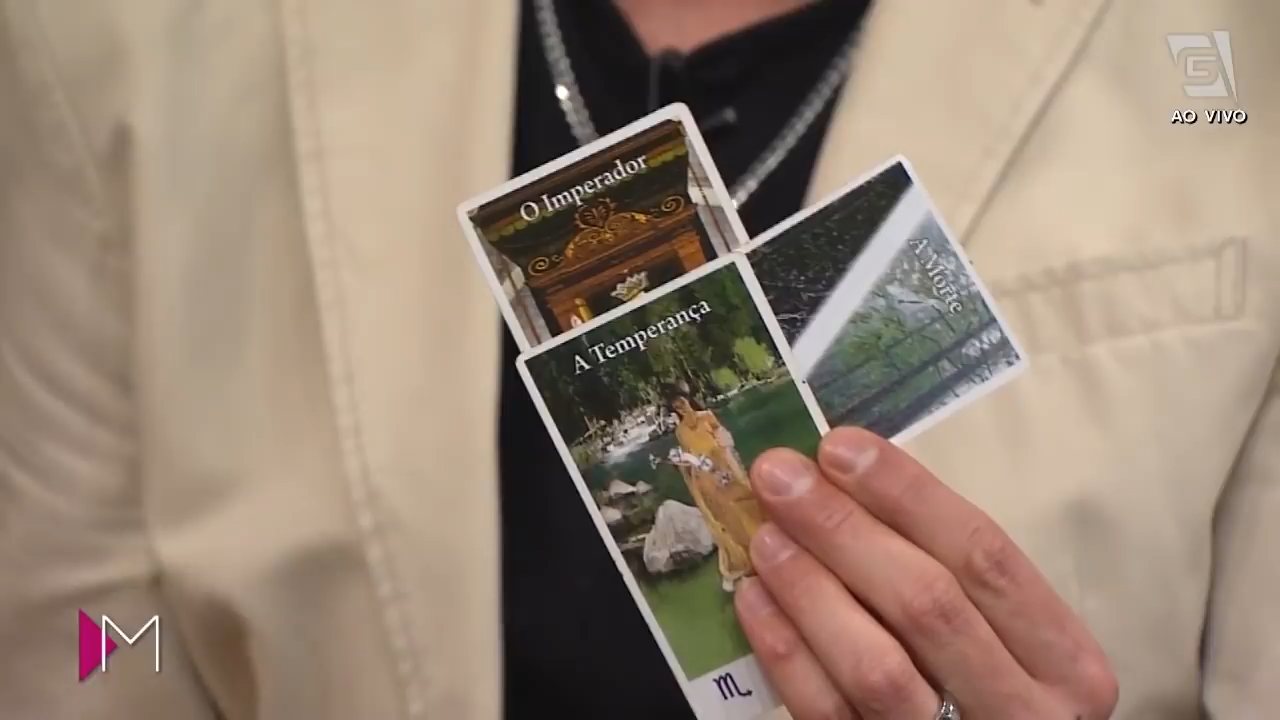 AO VIVO
O Imperador
A Morte
A Temperança
♏
M